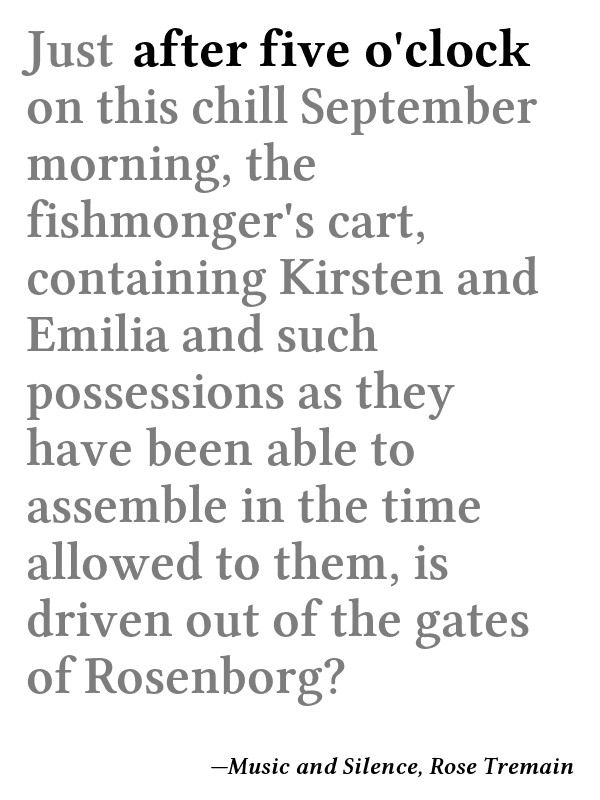 Just after five o'clock
on this chill September
morning, the
fishmonger's cart,
containing Kirsten and
Emilia and such
possessions as they
have been able to
assemble in the time
allowed to them, is
driven out of the gates
of Rosenborg?
—Music and Silence, Rose Tremain